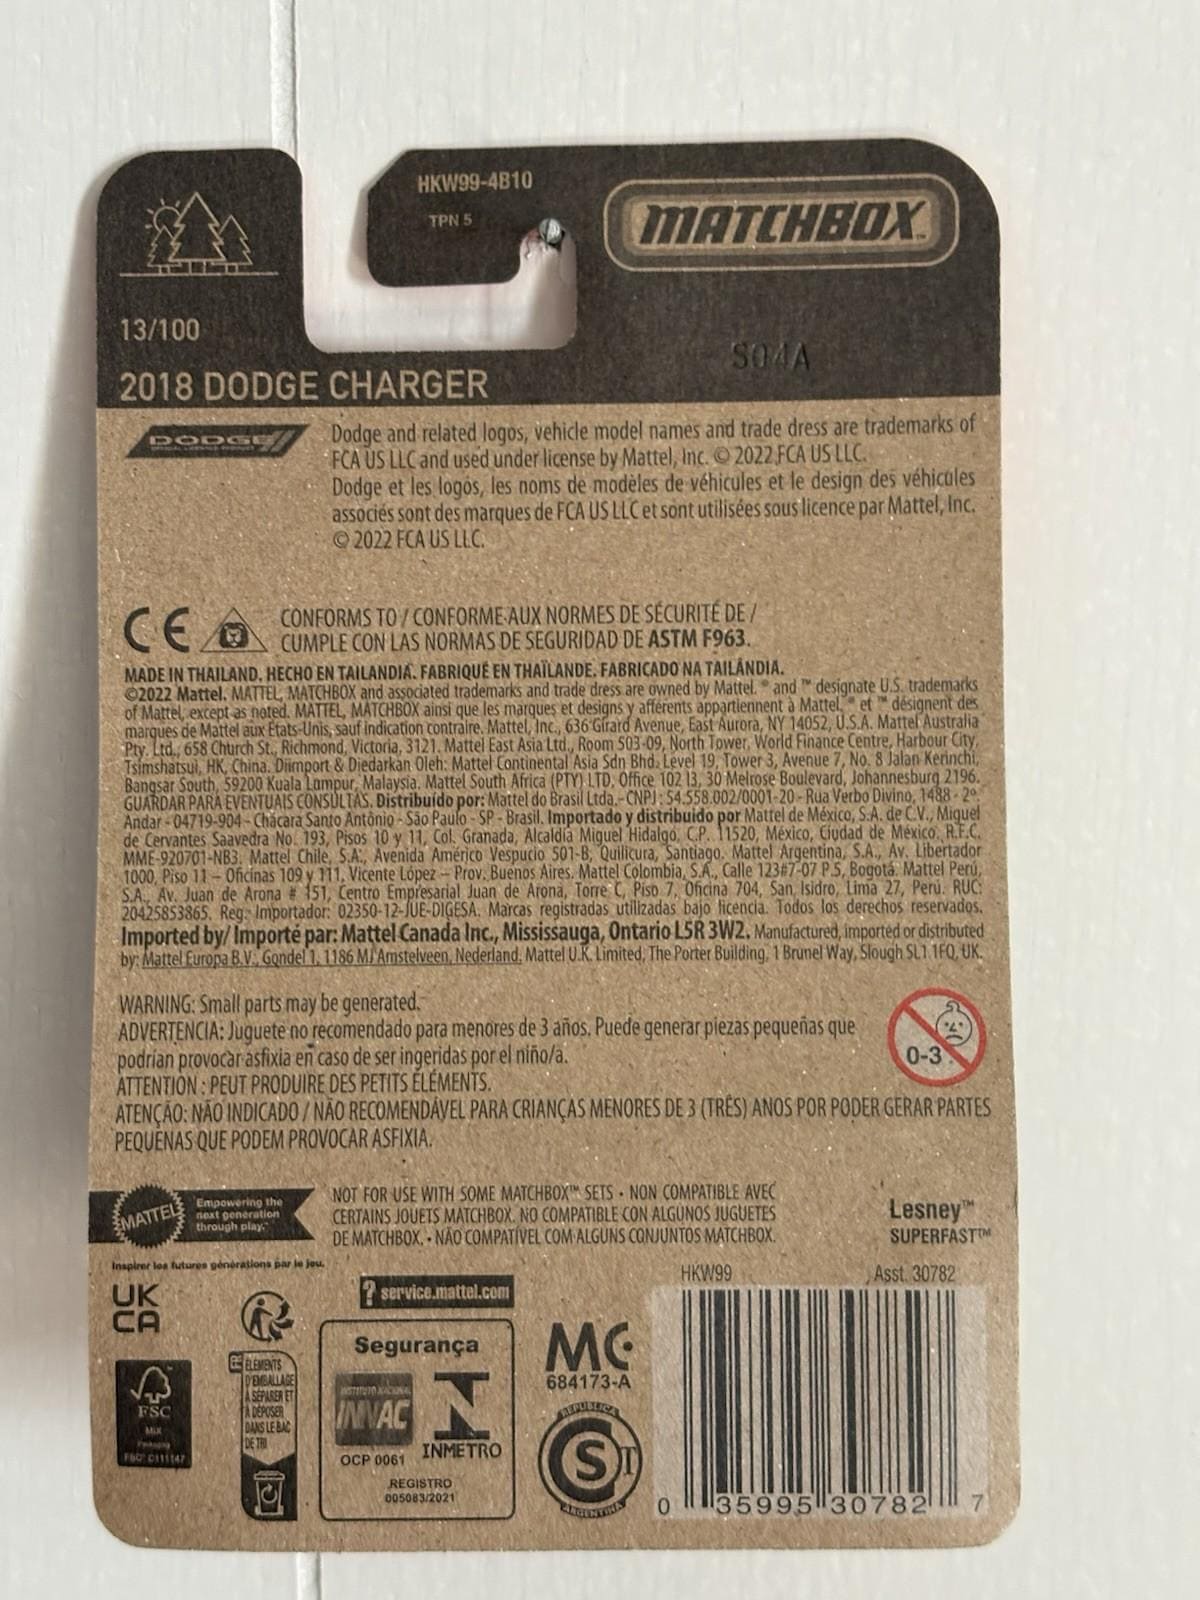 HKW99-4B10
TPN 5
MATCHBOX™
13/100
S04A
2018 DODGE CHARGER
DODGE
Dodge and related logos, vehicle model names and trade dress are trademarks of
FCA US LLC and used under license by Mattel, Inc. © 2022 FCA US LLC.
Dodge et les logos, les noms de modèles de véhicules et le design des véhicules
associés sont des marques de FCA US LLC et sont utilisées sous licence par Mattel, Inc.
© 2022 FCA US LLC.
CE
CONFORMS TO / CONFORME AUX NORMES DE SÉCURITÉ DE /
CUMPLE CON LAS NORMAS DE SEGURIDAD DE ASTM F963.
MADE IN THAILAND. HECHO EN TAILANDIA. FABRIQUÉ EN THAÏLANDE. FABRICADO NA TAILÂNDIA.
©2022 Mattel. MATTEL, MATCHBOX and associated trademarks and trade dress are owned by Mattel. ® and ™ designate U.S. trademarks
of Mattel, except as noted. MATTEL, MATCHBOX ainsi que les marques et designs y afférents appartiennent à Mattel. ® et ™ désignent des
marques de Mattel aux États-Unis, sauf indication contraire. Mattel, Inc., 636 Girard Avenue, East Aurora, NY 14052, U.S.A. Mattel Australia
Pty. Ltd., 658 Church St., Richmond, Victoria, 3121. Mattel East Asia Ltd., Room 503-09, North Tower, World Finance Centre, Harbour City,
Tsimshatsui, HK, China. Diimport & Diedarkan Oleh: Mattel Continental Asia Sdn Bhd. Level 19, Tower 3, Avenue 7, No. 8 Jalan Kerinchi,
Bangsar South, 59200 Kuala Lumpur, Malaysia. Mattel South Africa (PTY) LTD, Office 102 I3, 30 Melrose Boulevard, Johannesburg 2196.
GUARDAR PARA EVENTUAIS CONSULTAS. Distribuído por: Mattel do Brasil Ltda.- CNPJ : 54.558.002/0001-20 - Rua Verbo Divino, 1488 - 2º
Andar - 04719-904 - Chácara Santo Antônio - São Paulo - SP - Brasil. Importado y distribuido por Mattel de México, S.A. de C.V., Miguel
de Cervantes Saavedra No. 193, Pisos 10 y 11, Col. Granada, Alcaldía Miguel Hidalgo, C.P. 11520, México, Ciudad de México. R.F.C.
MME-920701-NB3. Mattel Chile, S.A., Avenida Américo Vespucio 501-B, Quilicura, Santiago. Mattel Argentina, S.A., Av. Libertador
1000, Piso 11 – Oficinas 109 y 111, Vicente López – Prov. Buenos Aires. Mattel Colombia, S.A., Calle 123#7-07 P.5, Bogotá. Mattel Perú,
S.A., Av. Juan de Arona # 151, Centro Empresarial Juan de Arona, Torre C, Piso 7, Oficina 704, San Isidro, Lima 27, Perú. RUC:
20425853865. Reg. Importador: 02350-12-JUE-DIGESA. Marcas registradas utilizadas bajo licencia. Todos los derechos reservados.
Imported by/ Importé par: Mattel Canada Inc., Mississauga, Ontario L5R 3W2. Manufactured, imported or distributed
by: Mattel Europa B.V., Gondel 1, 1186 MJ Amstelveen, Nederland. Mattel U.K. Limited, The Porter Building, 1 Brunel Way, Slough SL1 1FQ, UK.
WARNING: Small parts may be generated.
ADVERTENCIA: Juguete no recomendado para menores de 3 años. Puede generar piezas pequeñas que
podrían provocar asfixia en caso de ser ingeridas por el niño/a.
ATTENTION : PEUT PRODUIRE DES PETITS ÉLÉMENTS.
ATENÇÃO: NÃO INDICADO / NÃO RECOMENDÁVEL PARA CRIANÇAS MENORES DE 3 (TRÊS) ANOS POR PODER GERAR PARTES
PEQUENAS QUE PODEM PROVOCAR ASFIXIA.
0-3
MATTEL
Empowering the
next generation
through play.™
Inspirer les futures générations par le jeu.
NOT FOR USE WITH SOME MATCHBOX™ SETS • NON COMPATIBLE AVEC
CERTAINS JOUETS MATCHBOX. NO COMPATIBLE CON ALGUNOS JUGUETES
DE MATCHBOX. • NÃO COMPATÍVEL COM ALGUNS CONJUNTOS MATCHBOX.
Lesney™
SUPERFAST™
HKW99
Asst. 30782
UK
CA
? service.mattel.com
FR
ÉLÉMENTS
D'EMBALLAGE
À SÉPARER ET
À DÉPOSER
DANS LE BAC
DE TRI
FSC
MIX
Packaging
FSC® C111147
Segurança
INSTITUTO NACIONAL
INNAC
OCP 0061
INMETRO
REGISTRO
005083/2021
MC
684173-A
REPUBLICA
S T
ARGENTINA
0 35995 30782 7